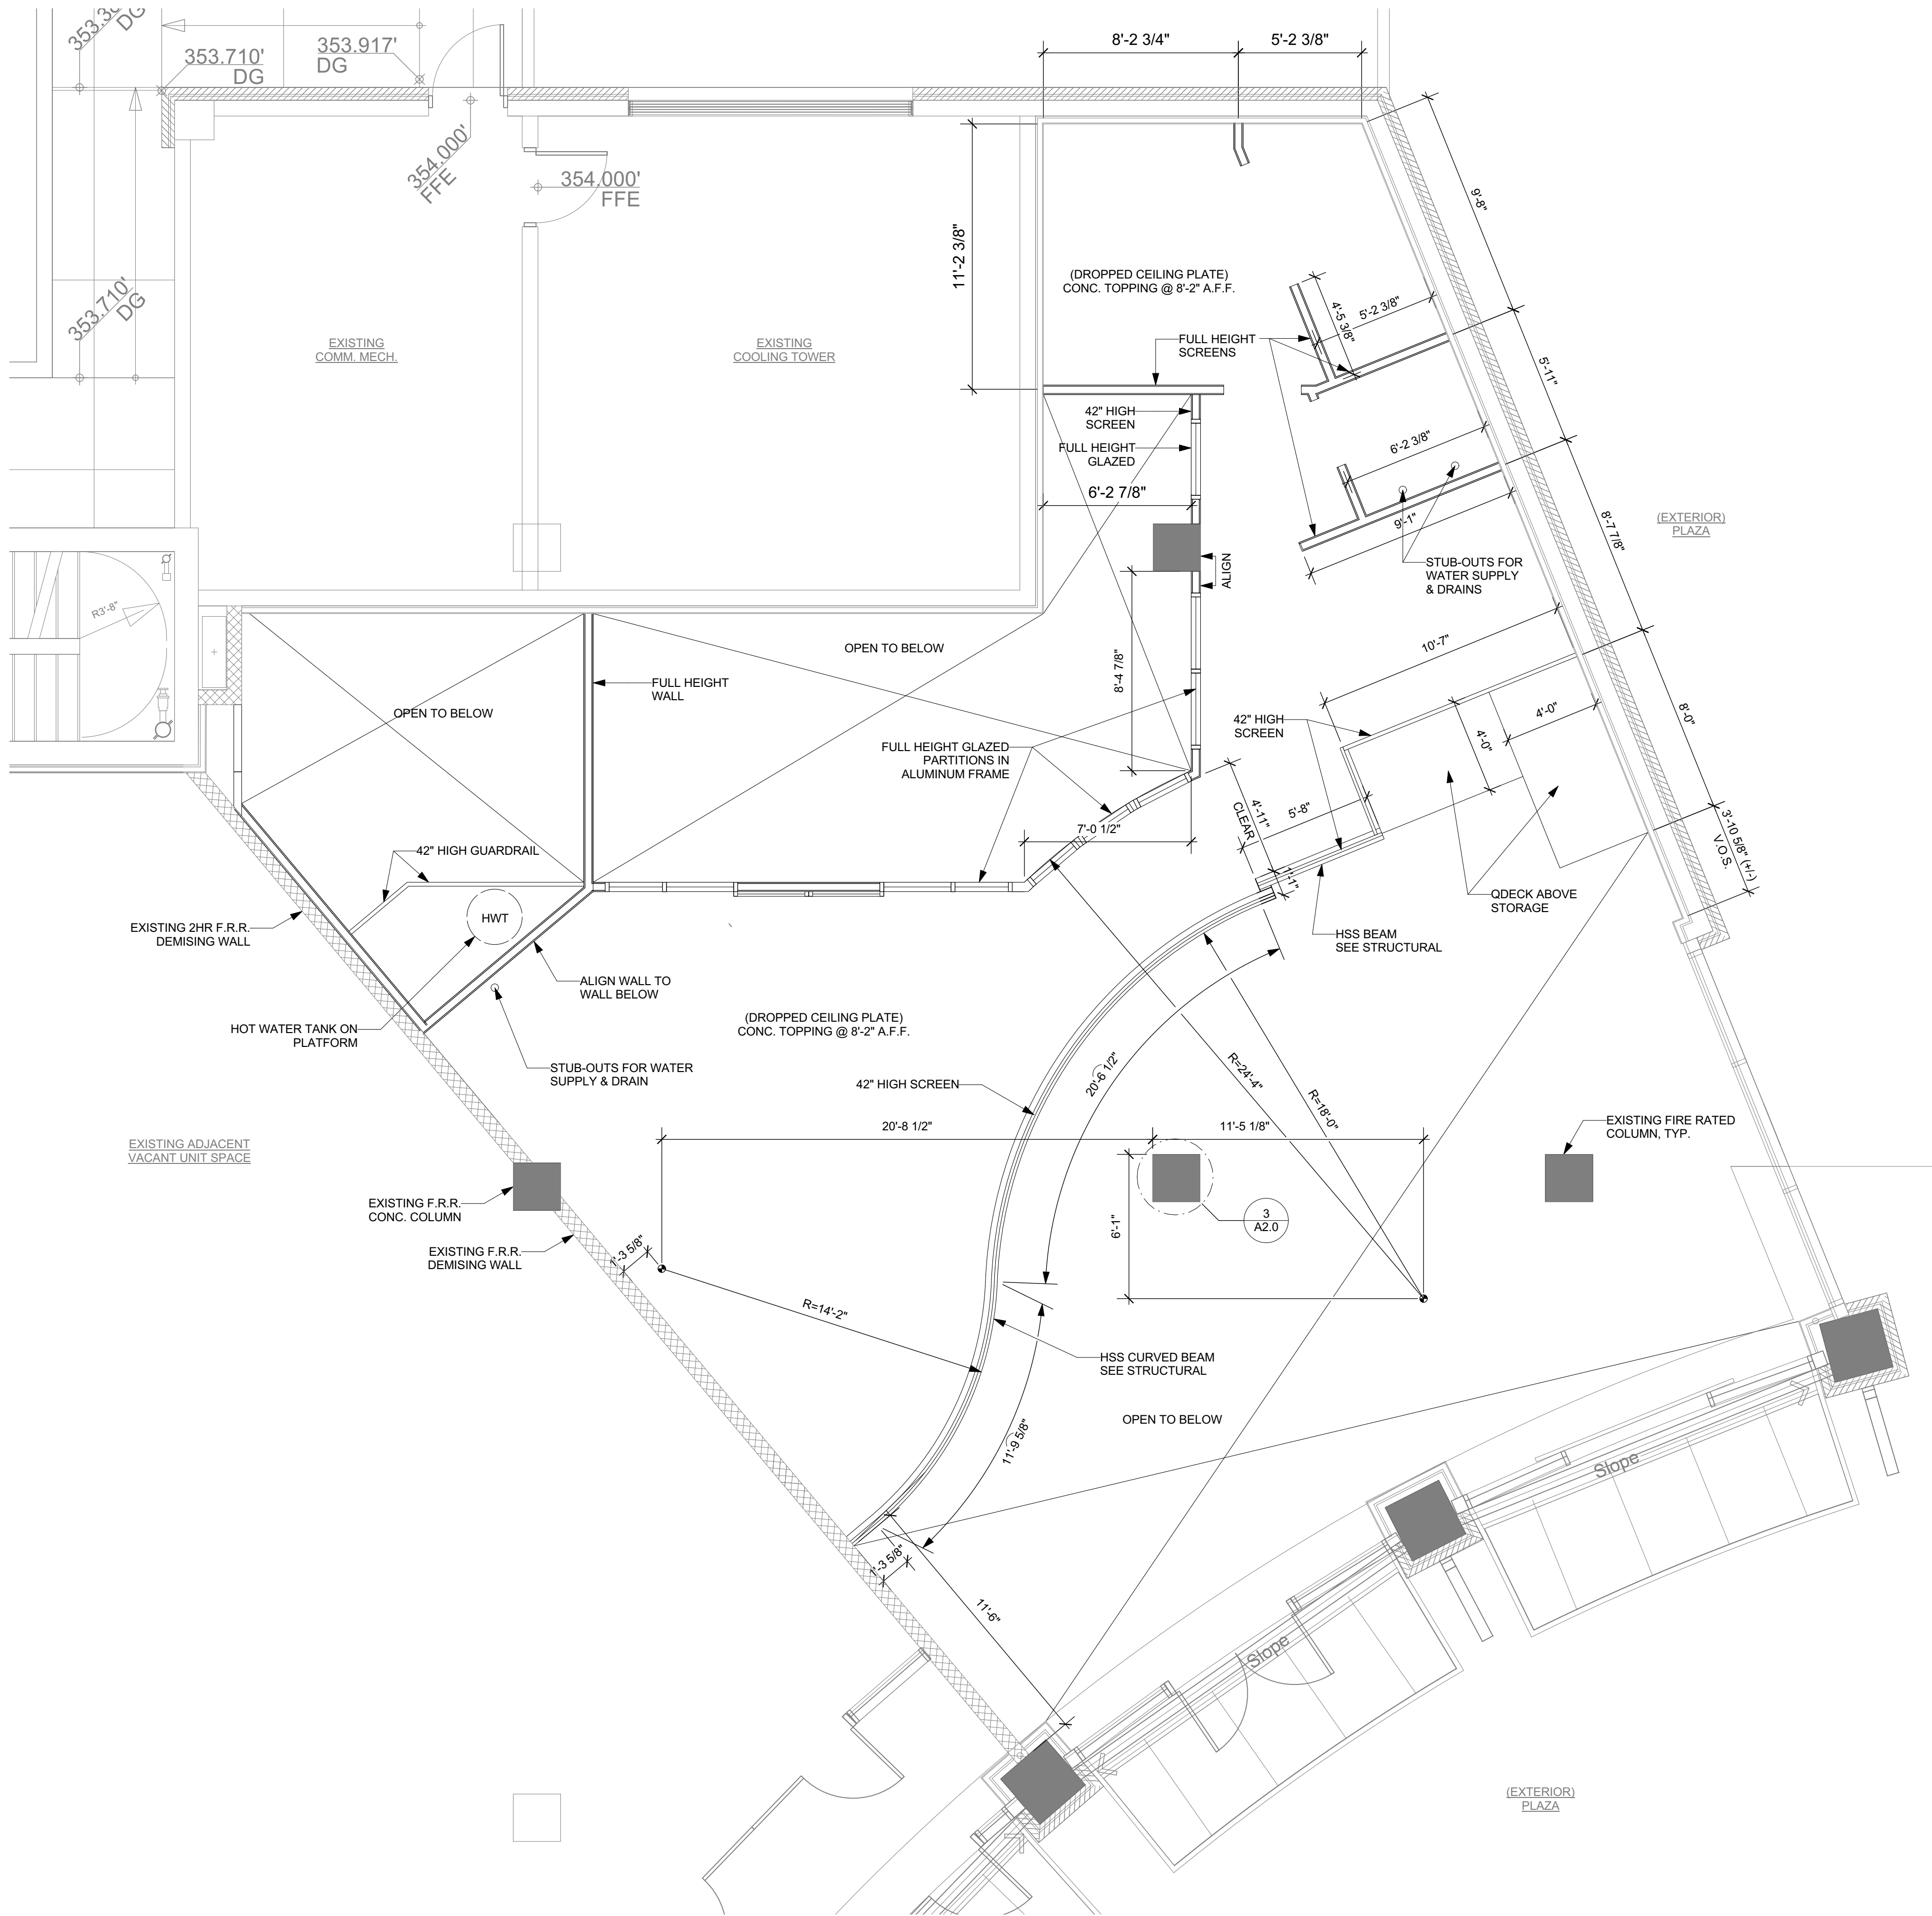 353.710'
DG
353.917'
DG
8'-2 3/4"
5'-2 3/8"
354.000'
FFE
354.000'
FFE
353.710'
DG
11'-2 3/8"
9'-8"
(DROPPED CEILING PLATE)
CONC. TOPPING @ 8'-2" A.F.F.
4'-5 3/8"
5'-2 3/8"
EXISTING
COMM. MECH.
EXISTING
COOLING TOWER
FULL HEIGHT
SCREENS
5'-11"
42" HIGH
SCREEN
FULL HEIGHT
GLAZED
6'-2 3/8"
6'-2 7/8"
9'-1"
8'-7 7/8"
(EXTERIOR)
PLAZA
ALIGN
STUB-OUTS FOR
WATER SUPPLY
& DRAINS
R3'-8"
10'-7"
OPEN TO BELOW
8'-4 7/8"
FULL HEIGHT
WALL
OPEN TO BELOW
42" HIGH
SCREEN
4'-0"
4'-0"
8'-0"
FULL HEIGHT GLAZED
PARTITIONS IN
ALUMINUM FRAME
4'-11"
CLEAR
5'-8"
7'-0 1/2"
3'-10 5/8" (+/-)
V.O.S.
42" HIGH GUARDRAIL
1'-1"
QDECK ABOVE
STORAGE
HWT
EXISTING 2HR F.R.R.
DEMISING WALL
HSS BEAM
SEE STRUCTURAL
ALIGN WALL TO
WALL BELOW
(DROPPED CEILING PLATE)
CONC. TOPPING @ 8'-2" A.F.F.
HOT WATER TANK ON
PLATFORM
STUB-OUTS FOR WATER
SUPPLY & DRAIN
42" HIGH SCREEN
20'-6 1/2"
R=24'-4"
R=18'-0"
20'-8 1/2"
11'-5 1/8"
EXISTING FIRE RATED
COLUMN, TYP.
EXISTING ADJACENT
VACANT UNIT SPACE
EXISTING F.R.R.
CONC. COLUMN
6'-1"
3
A2.0
EXISTING F.R.R.
DEMISING WALL
1'-3 5/8"
R=14'-2"
HSS CURVED BEAM
SEE STRUCTURAL
OPEN TO BELOW
11'-9 5/8"
Slope
1'-3 5/8"
11'-6"
Slope
(EXTERIOR)
PLAZA